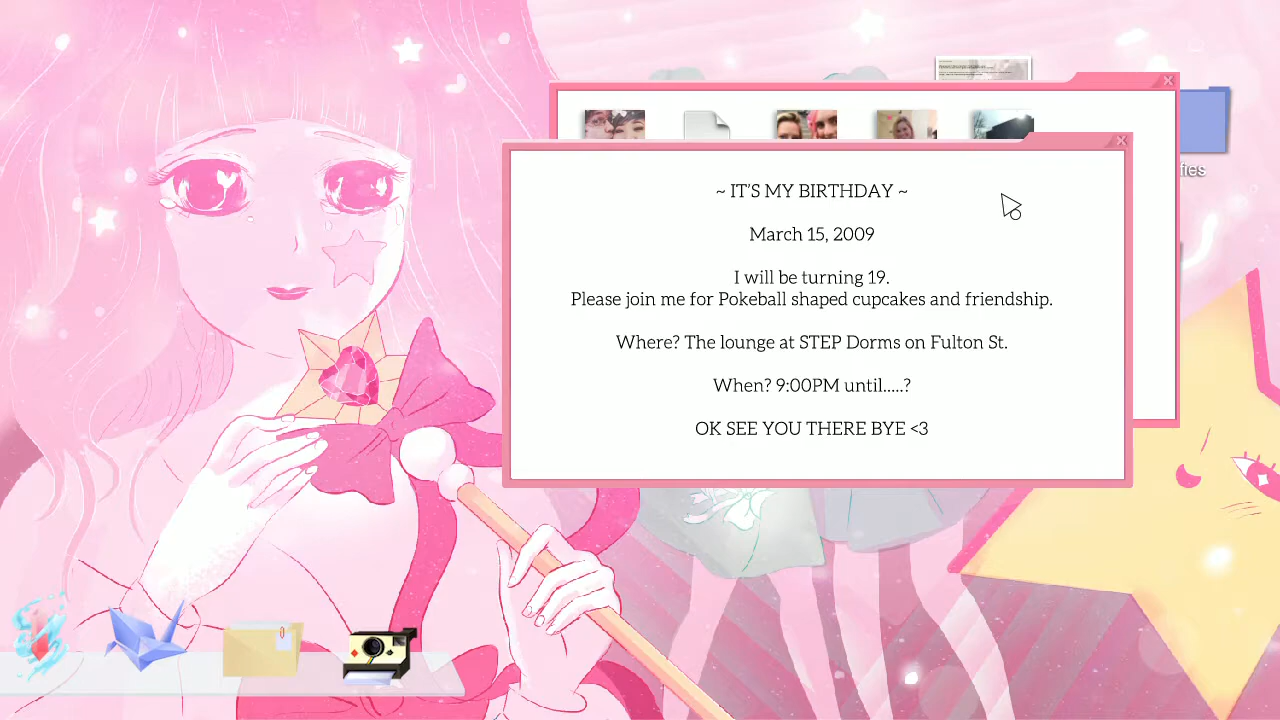 ~ IT'S MY BIRTHDAY ~
March 15, 2009
I will be turning 19.
Please join me for Pokeball shaped cupcakes and friendship.
Where? The lounge at STEP Dorms on Fulton St.
When? 9:00PM until.....?
OK SEE YOU THERE BYE <3